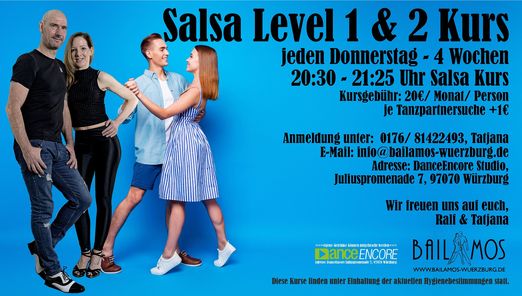 Salsa Level 1 & 2 Kurs
jeden Donnerstag - 4 Wochen
20:30 - 21:25 Uhr Salsa Kurs
Kursgebühr: 20€/ Monat/ Person
je Tanzpartnersuche +1€
Anmeldung unter: 0176/ 81422493, Tatjana
E-Mail: info@bailamos-wuerzburg.de
Adresse: DanceEncore Studio,
Juliuspromenade 7, 97070 Würzburg
Wir freuen uns auf euch,
Ralf & Tatjana
DanceENCORE
BAILAMOS
WWW.BAILAMOS-WUERZBURG.DE
Diese Kurse finden unter Einhaltung der aktuellen Hygienebestimmungen statt.